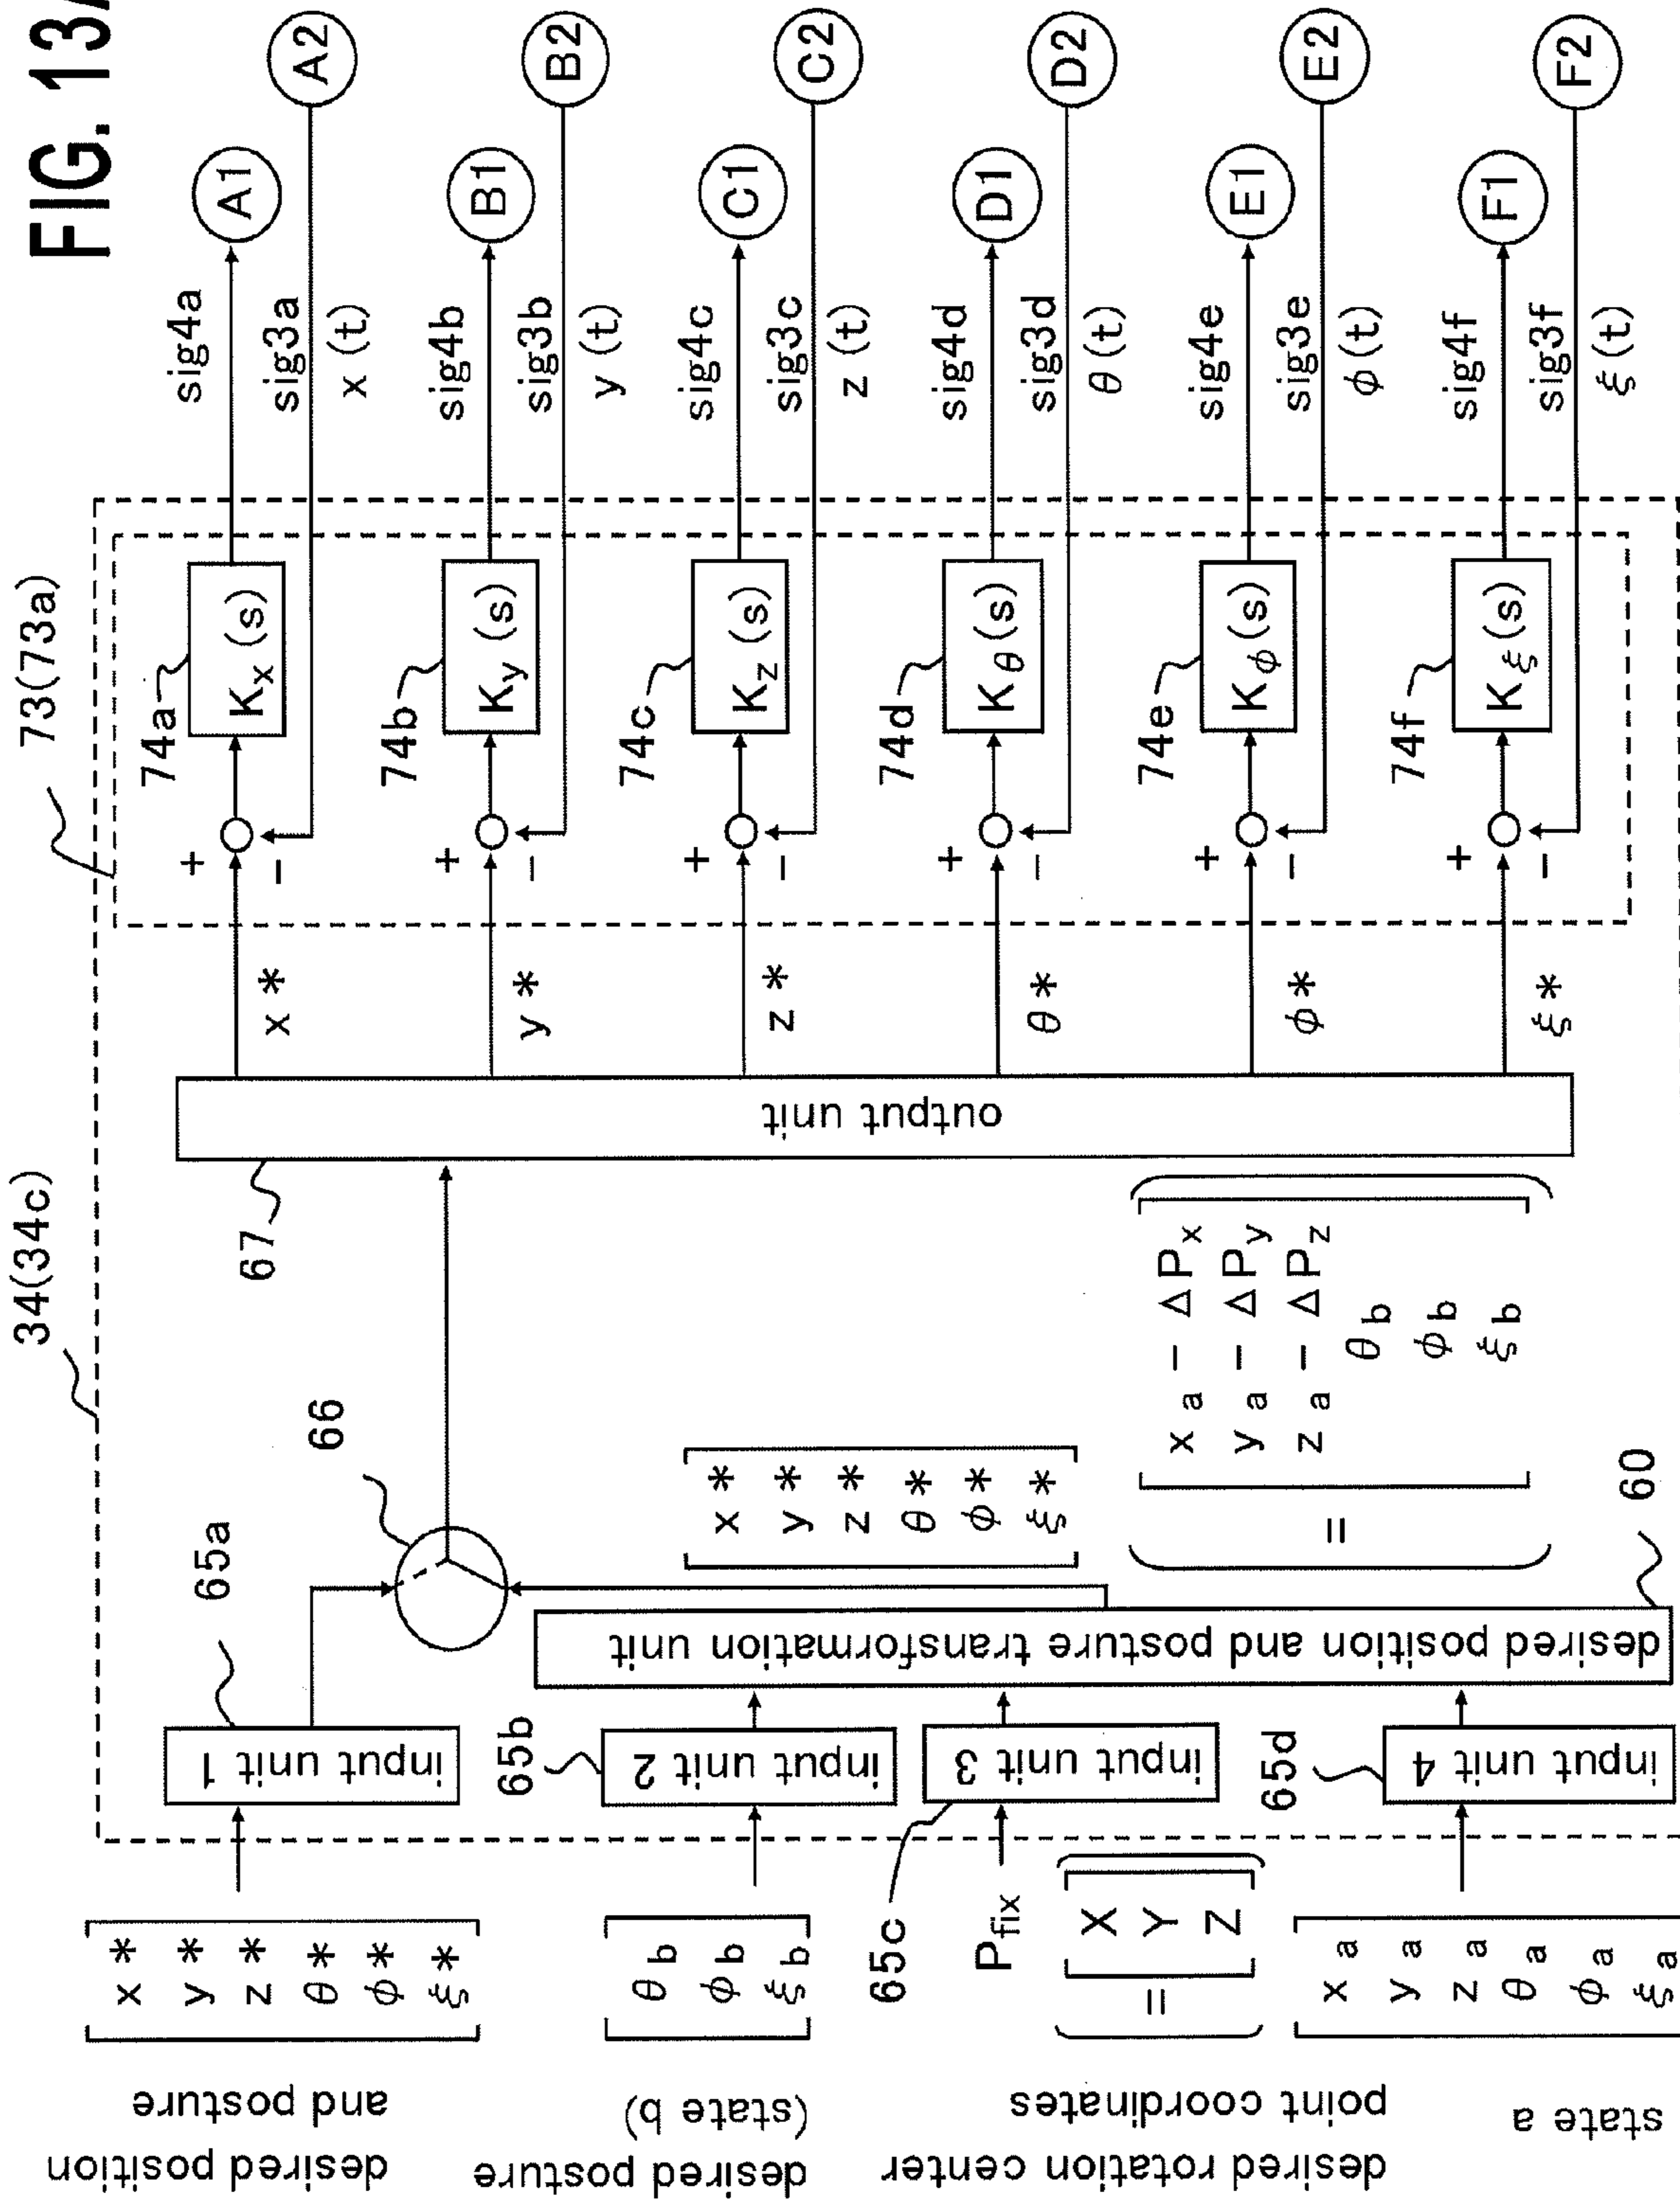 FIG. 13A
34(34c)
73(73a)
desired position
and posture
x*
y*
z*
θ*
φ*
ξ*
input unit 1
65a
66
67
output unit
desired posture
(state b)
θb
φb
ξb
65b
input unit 2
desired rotation center
point coordinates
Pfix
= X
Y
Z
65c
input unit 3
state a
xa
ya
za
θa
φa
ξa
65d
input unit 4
desired position posture and position transformation unit
60
x*
y*
z*
θ*
φ*
ξ*
= xa - ΔPx
ya - ΔPy
za - ΔPz
θb
φb
ξb
x*
+
-
74a
Kx(s)
sig4a
A1
sig3a
x(t)
A2
y*
+
-
74b
Ky(s)
sig4b
B1
sig3b
y(t)
B2
z*
+
-
74c
Kz(s)
sig4c
C1
sig3c
z(t)
C2
θ*
+
-
74d
Kθ(s)
sig4d
D1
sig3d
θ(t)
D2
φ*
+
-
74e
Kφ(s)
sig4e
E1
sig3e
φ(t)
E2
ξ*
+
-
74f
Kξ(s)
sig4f
F1
sig3f
ξ(t)
F2